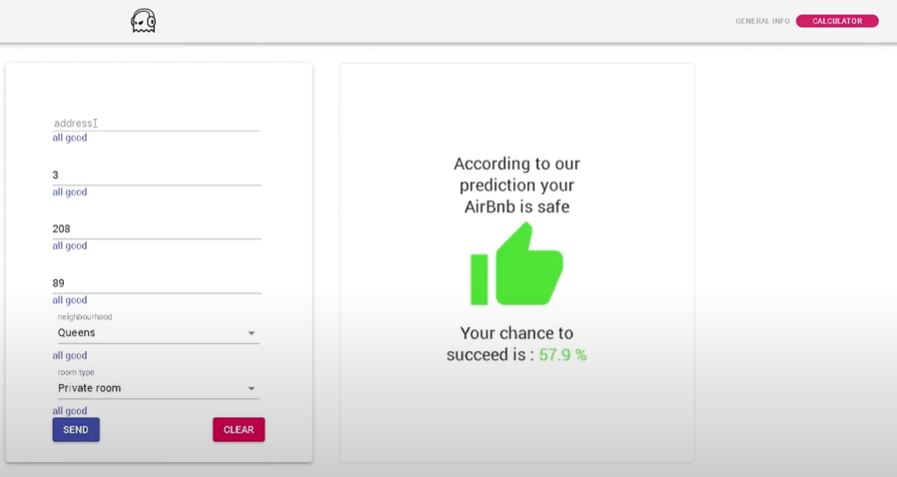 GENERAL INFO CALCULATOR
address
all good
3
all good
208
all good
89
all good
neighbourhood
Queens
all good
room type
Private room
all good
SEND CLEAR
According to our
prediction your
AirBnb is safe
Your chance to
succeed is : 57.9 %